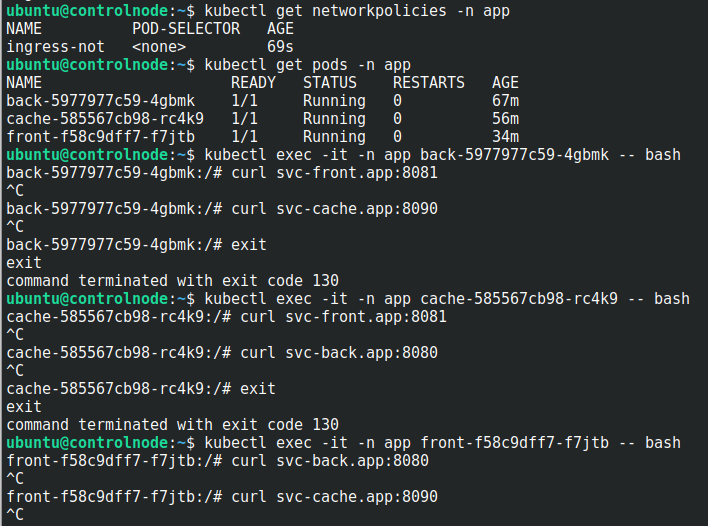 ubuntu@controlnode:~$ kubectl get networkpolicies -n app
NAME          POD-SELECTOR   AGE
ingress-not   <none>         69s
ubuntu@controlnode:~$ kubectl get pods -n app
NAME                     READY   STATUS    RESTARTS   AGE
back-5977977c59-4gbmk    1/1     Running   0          67m
cache-585567cb98-rc4k9   1/1     Running   0          56m
front-f58c9dff7-f7jtb    1/1     Running   0          34m
ubuntu@controlnode:~$ kubectl exec -it -n app back-5977977c59-4gbmk -- bash
back-5977977c59-4gbmk:/# curl svc-front.app:8081
^C
back-5977977c59-4gbmk:/# curl svc-cache.app:8090
^C
back-5977977c59-4gbmk:/# exit
exit
command terminated with exit code 130
ubuntu@controlnode:~$ kubectl exec -it -n app cache-585567cb98-rc4k9 -- bash
cache-585567cb98-rc4k9:/# curl svc-front.app:8081
^C
cache-585567cb98-rc4k9:/# curl svc-back.app:8080
^C
cache-585567cb98-rc4k9:/# exit
exit
command terminated with exit code 130
ubuntu@controlnode:~$ kubectl exec -it -n app front-f58c9dff7-f7jtb -- bash
front-f58c9dff7-f7jtb:/# curl svc-back.app:8080
^C
front-f58c9dff7-f7jtb:/# curl svc-cache.app:8090
^C